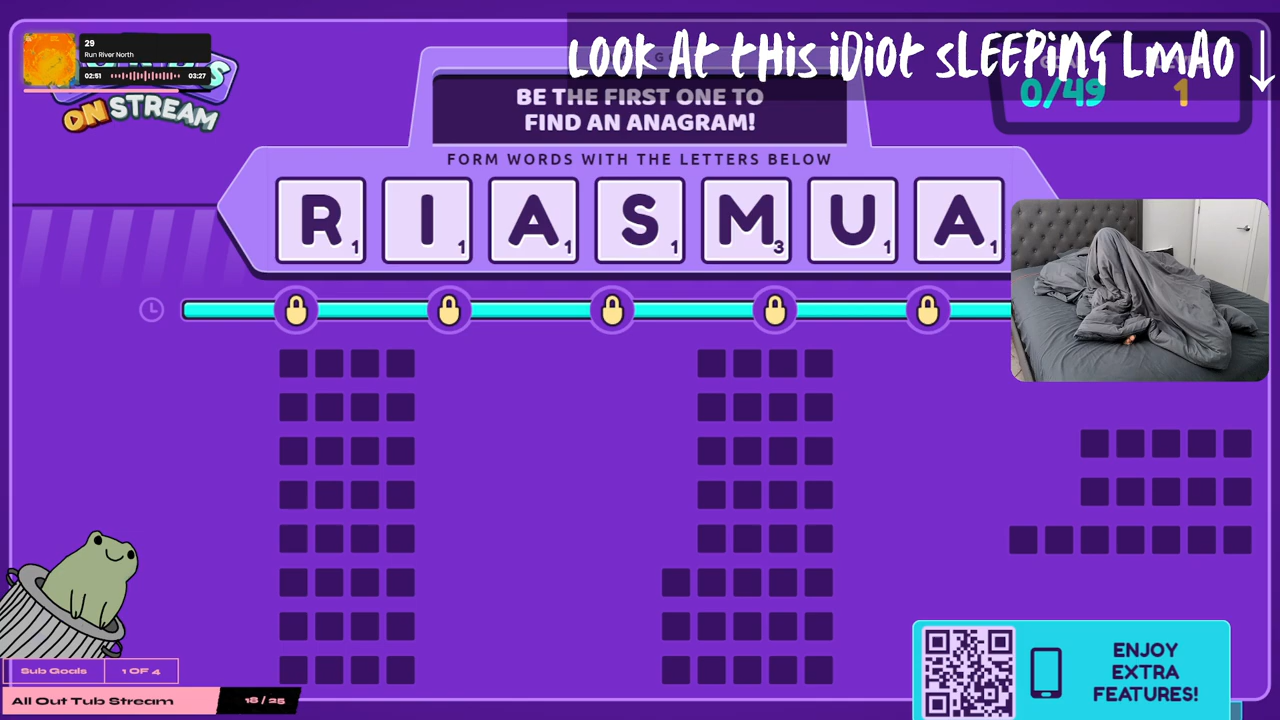 29
Run River North
02:51
03:27
ON STREAM
LOOK At tHis iDiot sLEEPiNG LmAO
BE THE FIRST ONE TO
FIND AN ANAGRAM!
0/49
1
FORM WORDS WITH THE LETTERS BELOW
R1 I1 A1 S1 M3 U1 A1
Sub Goals
1 OF 4
All Out Tub Stream
18 / 25
ENJOY
EXTRA
FEATURES!